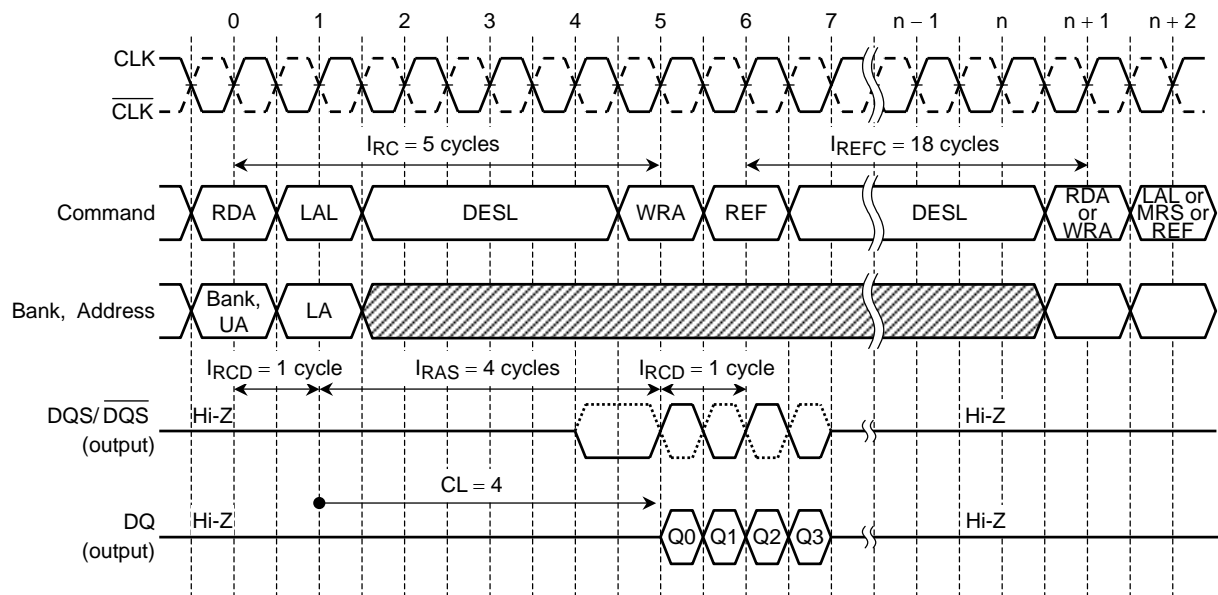 0 1 2 3 4 5 6 7 n − 1 n n + 1 n + 2
CLK
CLK
IRC = 5 cycles
IREFC = 18 cycles
Command
RDA
LAL
DESL
WRA
REF
DESL
RDA
or
WRA
LAL or
MRS or
REF
Bank, Address
Bank,
UA
LA
IRCD = 1 cycle
IRAS = 4 cycles
IRCD = 1 cycle
DQS/DQS
(output)
Hi-Z
Hi-Z
CL = 4
DQ
(output)
Hi-Z
Q0 Q1 Q2 Q3
Hi-Z